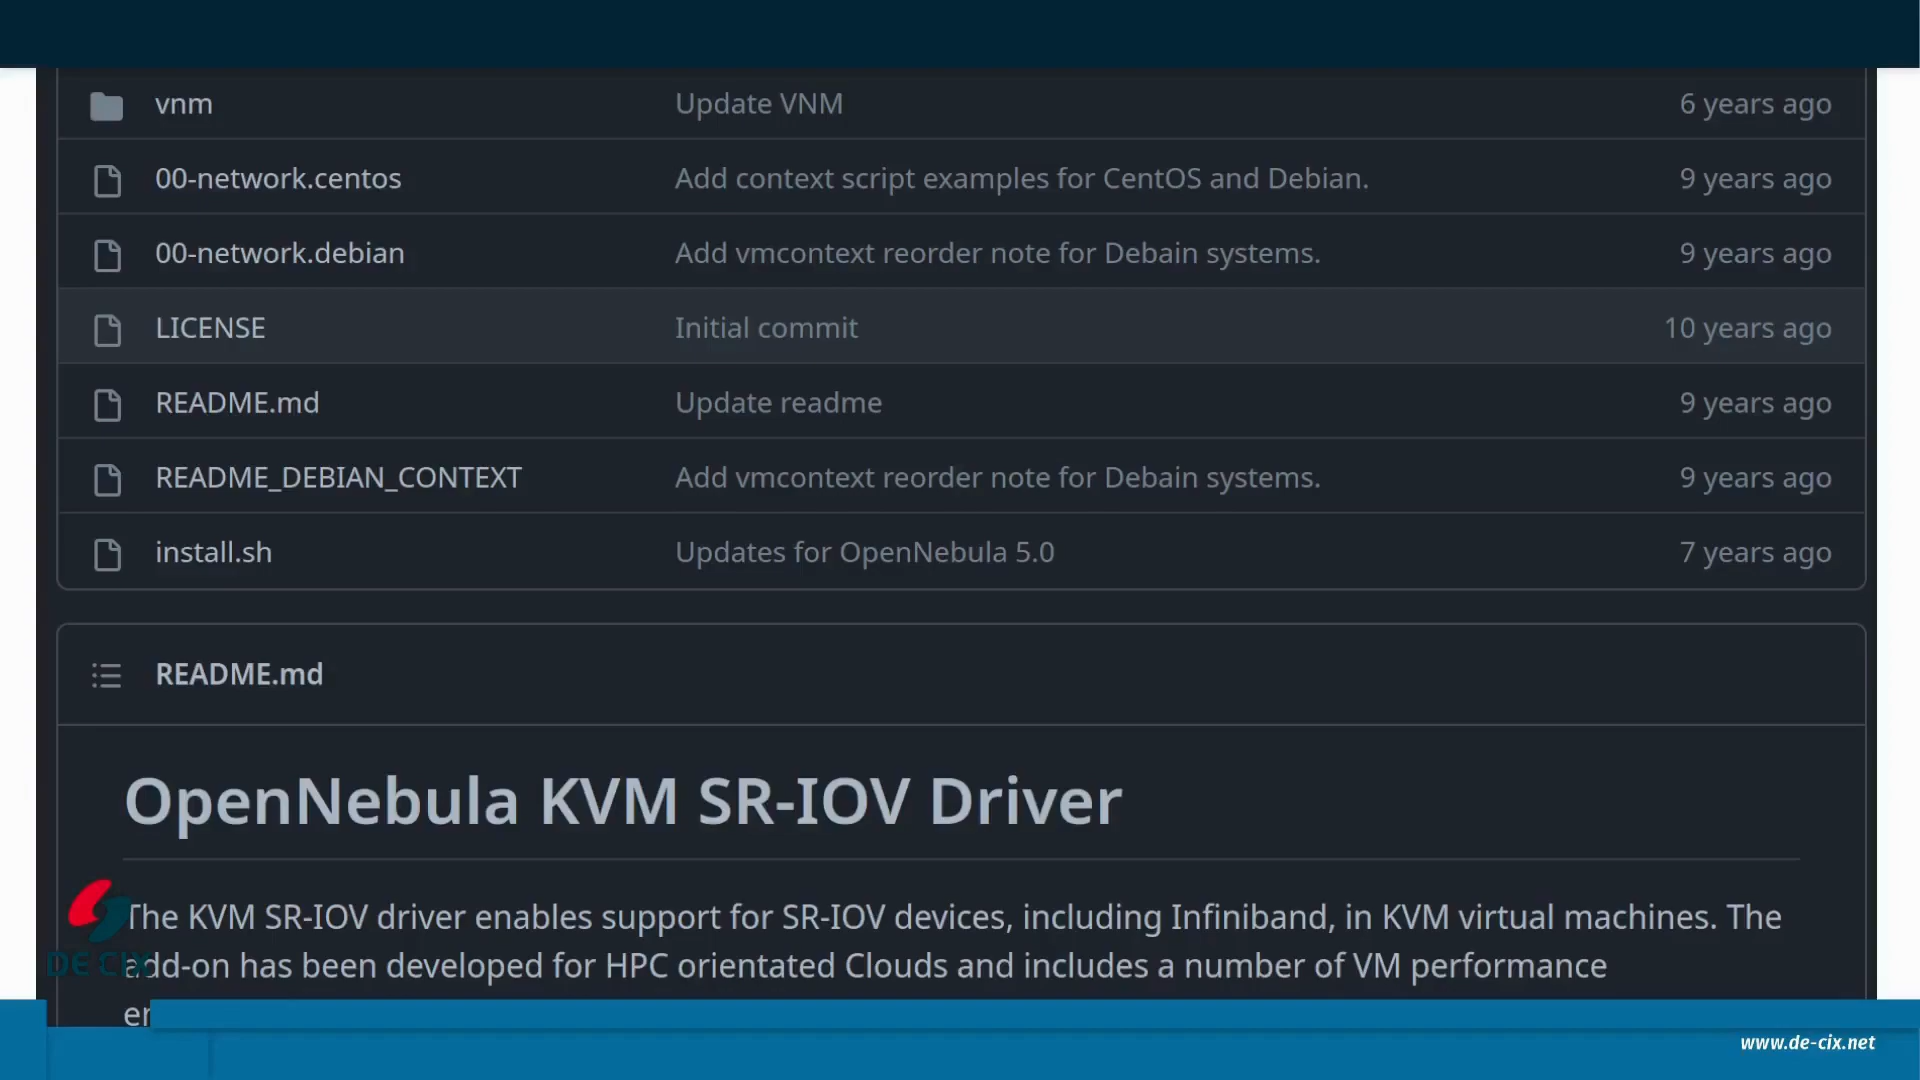 vnm Update VNM 6 years ago
00-network.centos Add context script examples for CentOS and Debian. 9 years ago
00-network.debian Add vmcontext reorder note for Debain systems. 9 years ago
LICENSE Initial commit 10 years ago
README.md Update readme 9 years ago
README_DEBIAN_CONTEXT Add vmcontext reorder note for Debain systems. 9 years ago
install.sh Updates for OpenNebula 5.0 7 years ago
README.md
OpenNebula KVM SR-IOV Driver
The KVM SR-IOV driver enables support for SR-IOV devices, including Infiniband, in KVM virtual machines. The
add-on has been developed for HPC orientated Clouds and includes a number of VM performance
DE CIX
www.de-cix.net